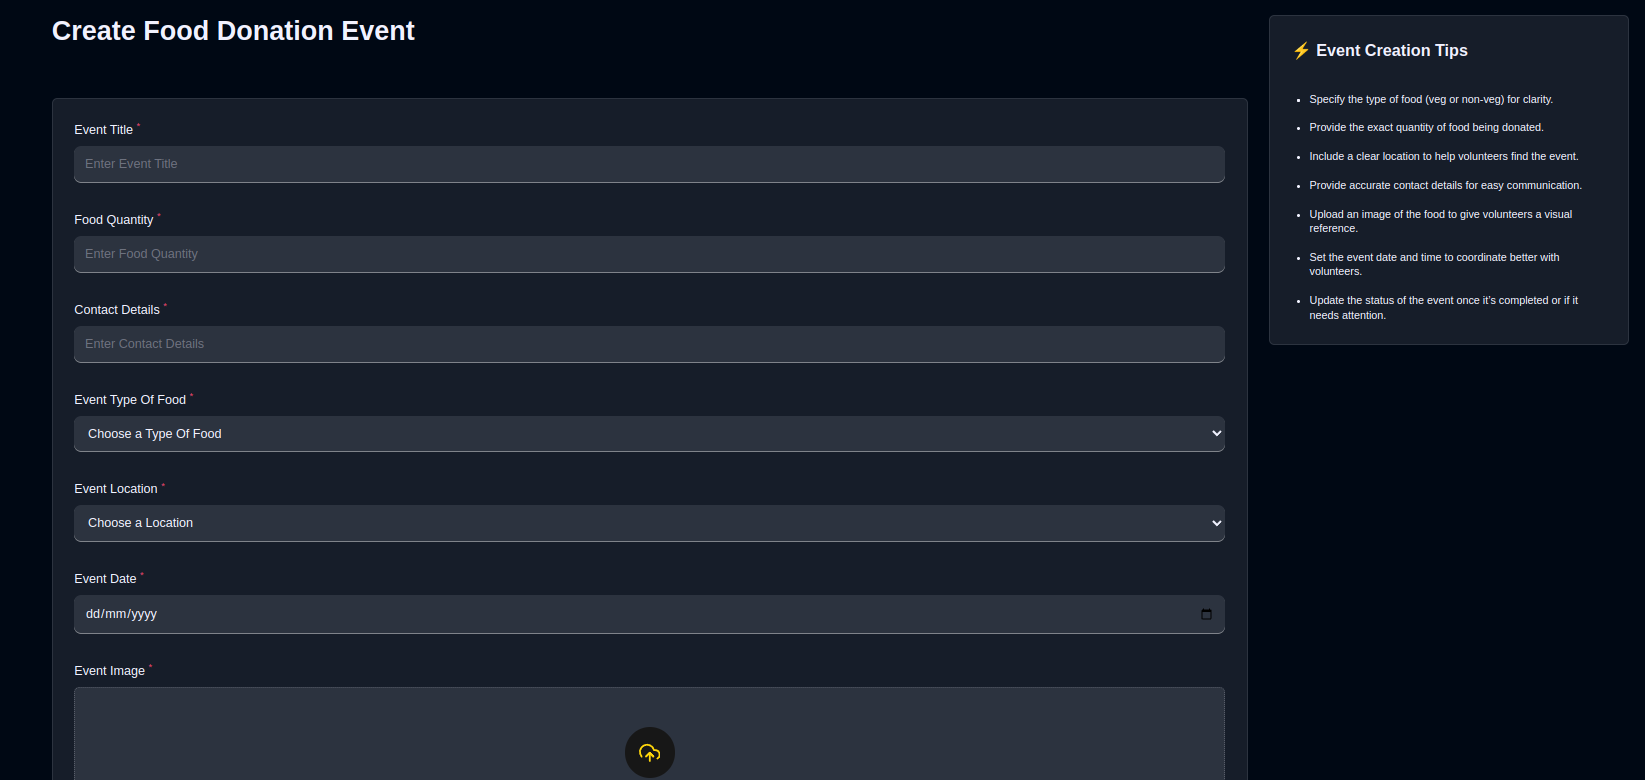 Create Food Donation Event
Event Title *
Enter Event Title
Food Quantity *
Enter Food Quantity
Contact Details *
Enter Contact Details
Event Type Of Food *
Choose a Type Of Food
Event Location *
Choose a Location
Event Date *
dd/mm/yyyy
Event Image *
⚡ Event Creation Tips
• Specify the type of food (veg or non-veg) for clarity.
• Provide the exact quantity of food being donated.
• Include a clear location to help volunteers find the event.
• Provide accurate contact details for easy communication.
• Upload an image of the food to give volunteers a visual
reference.
• Set the event date and time to coordinate better with
volunteers.
• Update the status of the event once it's completed or if it
needs attention.